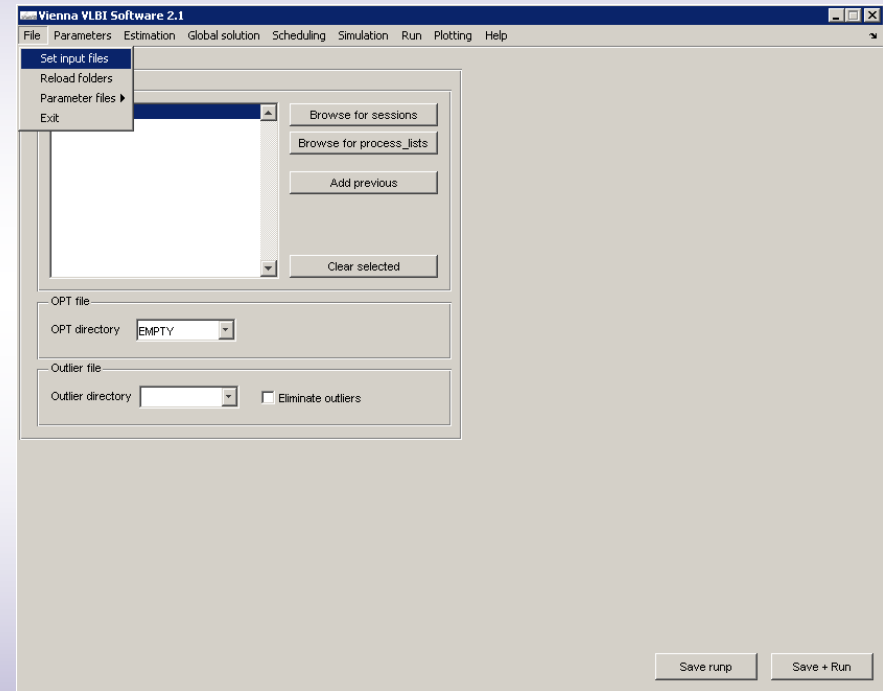 Vienna VLBI Software 2.1
File Parameters Estimation Global solution Scheduling Simulation Run Plotting Help
Set input files
Reload folders
Parameter files
Exit
Browse for sessions
Browse for process_lists
Add previous
Clear selected
OPT file
OPT directory EMPTY
Outlier file
Outlier directory Eliminate outliers
Save runp Save + Run